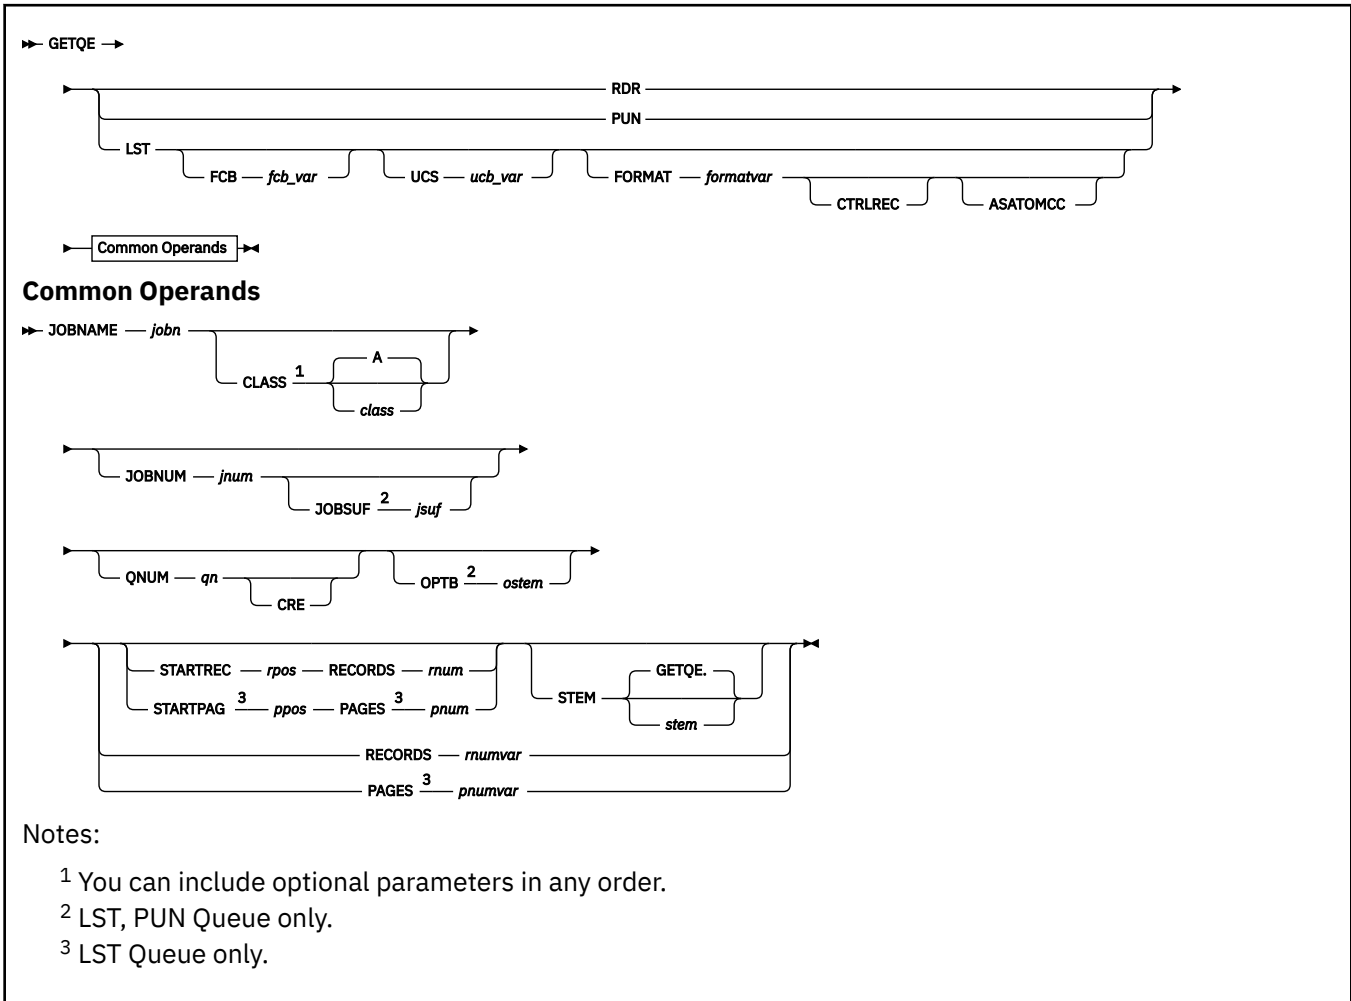 GETQE
RDR
PUN
LST
FCB fcb_var UCS ucb_var FORMAT formatvar
CTRLREC ASATOMCC
Common Operands
Common Operands
JOBNAME jobn
A
CLASS 1
class
JOBNUM jnum
JOBSUF 2 jsuf
QNUM qn
OPTB 2 ostem
CRE
STARTREC rpos RECORDS rnum GETQE.
STEM
STARTPAG 3 ppos PAGES 3 pnum
stem
RECORDS rnumvar
PAGES 3 pnumvar
Notes:
1 You can include optional parameters in any order.
2 LST, PUN Queue only.
3 LST Queue only.